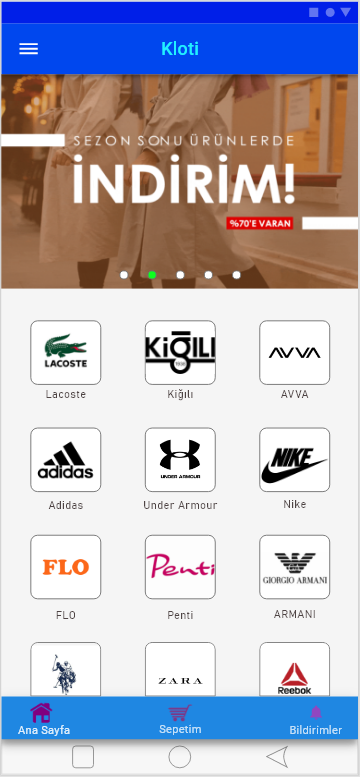 Kloti
SEZON SONU ÜRÜNLERDE
İNDİRİM!
%70'E VARAN
LACOSTE
KİĞILI
AVVA
Lacoste
Kiğılı
AVVA
adidas
UNDER ARMOUR
NIKE
Adidas
Under Armour
Nike
FLO
Penti
GIORGIO ARMANI
FLO
Penti
ARMANI
ZARA
Reebok
Ana Sayfa
Sepetim
Bildirimler